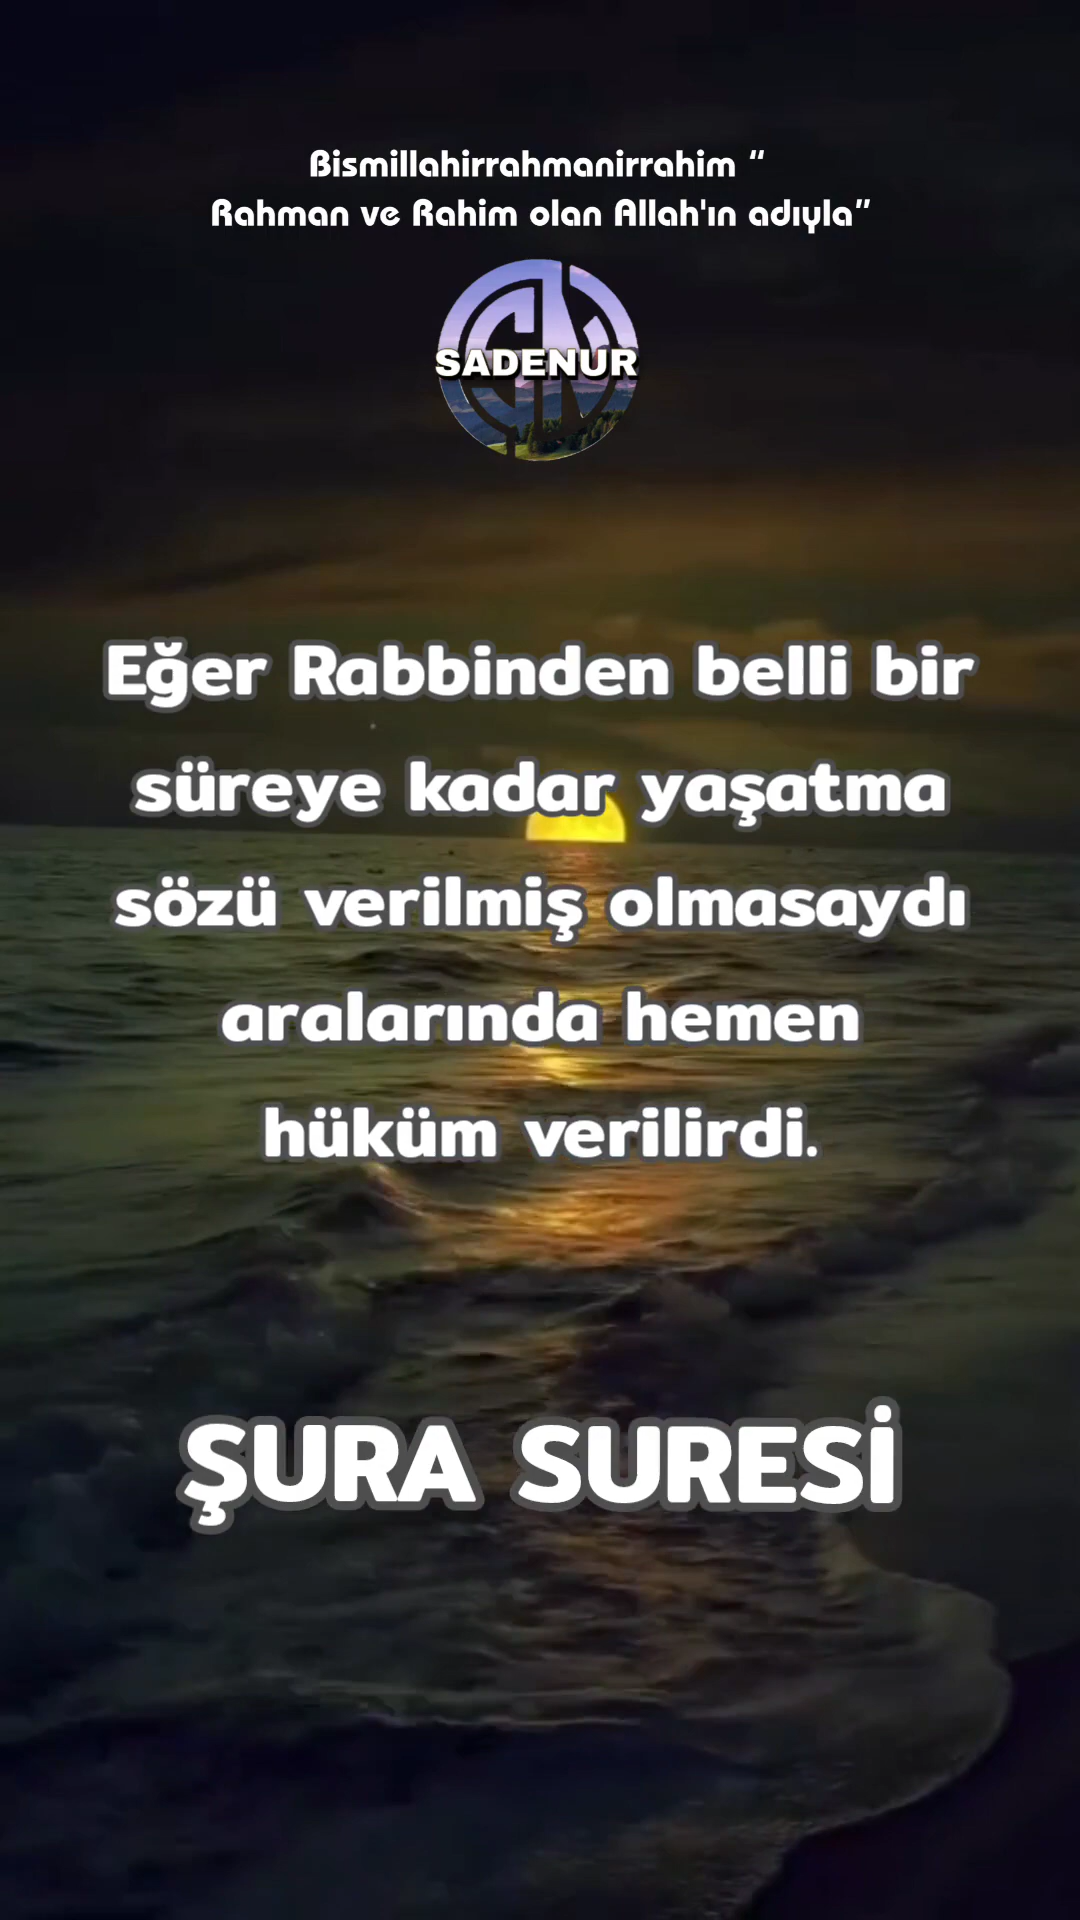 Bismillahirrahmanirrahim “
Rahman ve Rahim olan Allah'ın adıyla”
SADENUR
Eğer Rabbinden belli bir
süreye kadar yaşatma
sözü verilmiş olmasaydı
aralarında hemen
hüküm verilirdi.
ŞURA SURESİ